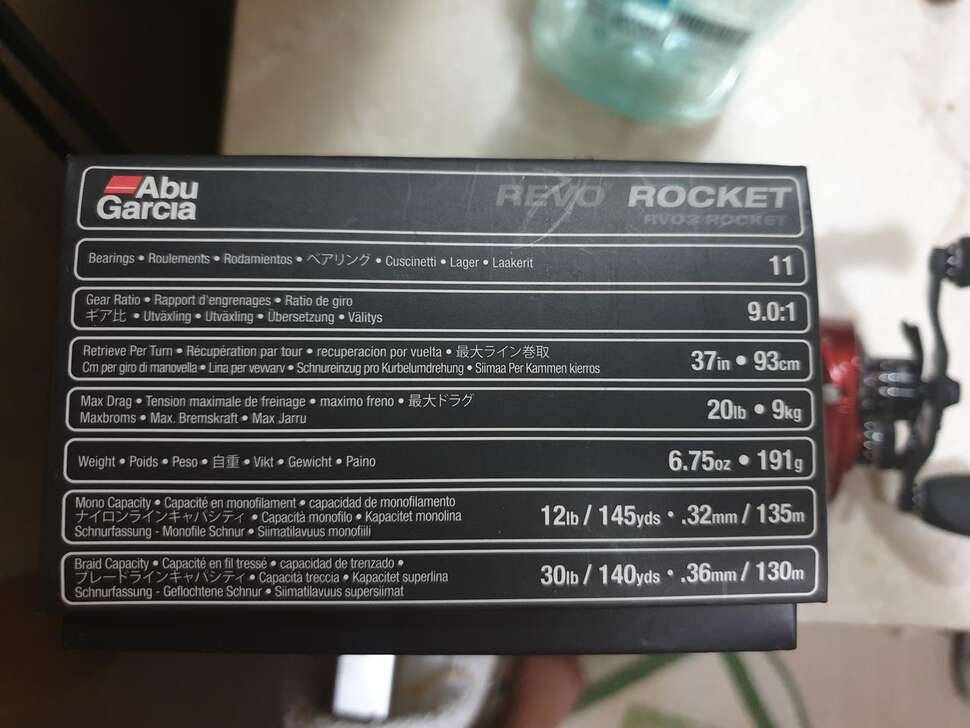 Abu
Garcia
REVO ROCKET
RVO3 ROCKET
Bearings • Roulements • Rodamientos • ベアリング • Cuscinetti • Lager • Laakerit
11
Gear Ratio • Rapport d'engrenages • Ratio de giro
ギア比 • Utväxling • Utväxling • Übersetzung • Välitys
9.0:1
Retrieve Per Turn • Récupération par tour • recuperacion por vuelta • 最大ライン巻取
Cm per giro di manovella • Lina per vevvarv • Schnureinzug pro Kurbelumdrehung • Siimaa Per Kammen kierros
37in • 93cm
Max Drag • Tension maximale de freinage • maximo freno • 最大ドラグ
Maxbroms • Max. Bremskraft • Max Jarru
20lb • 9kg
Weight • Poids • Peso • 自重 • Vikt • Gewicht • Paino
6.75oz • 191g
Mono Capacity • Capacité en monofilament • capacidad de monofilamento
ナイロンラインキャパシティ • Capacità monofilo • Kapacitet monolina
Schnurfassung - Monofile Schnur • Siimatilavuus monofiili
12lb / 145yds • .32mm / 135m
Braid Capacity • Capacité en fil tressé • capacidad de trenzado •
ブレードラインキャパシティ • Capacità treccia • Kapacitet superlina
Schnurfassung - Geflochtene Schnur • Siimatilavuus supersiimat
30lb / 140yds • .36mm / 130m